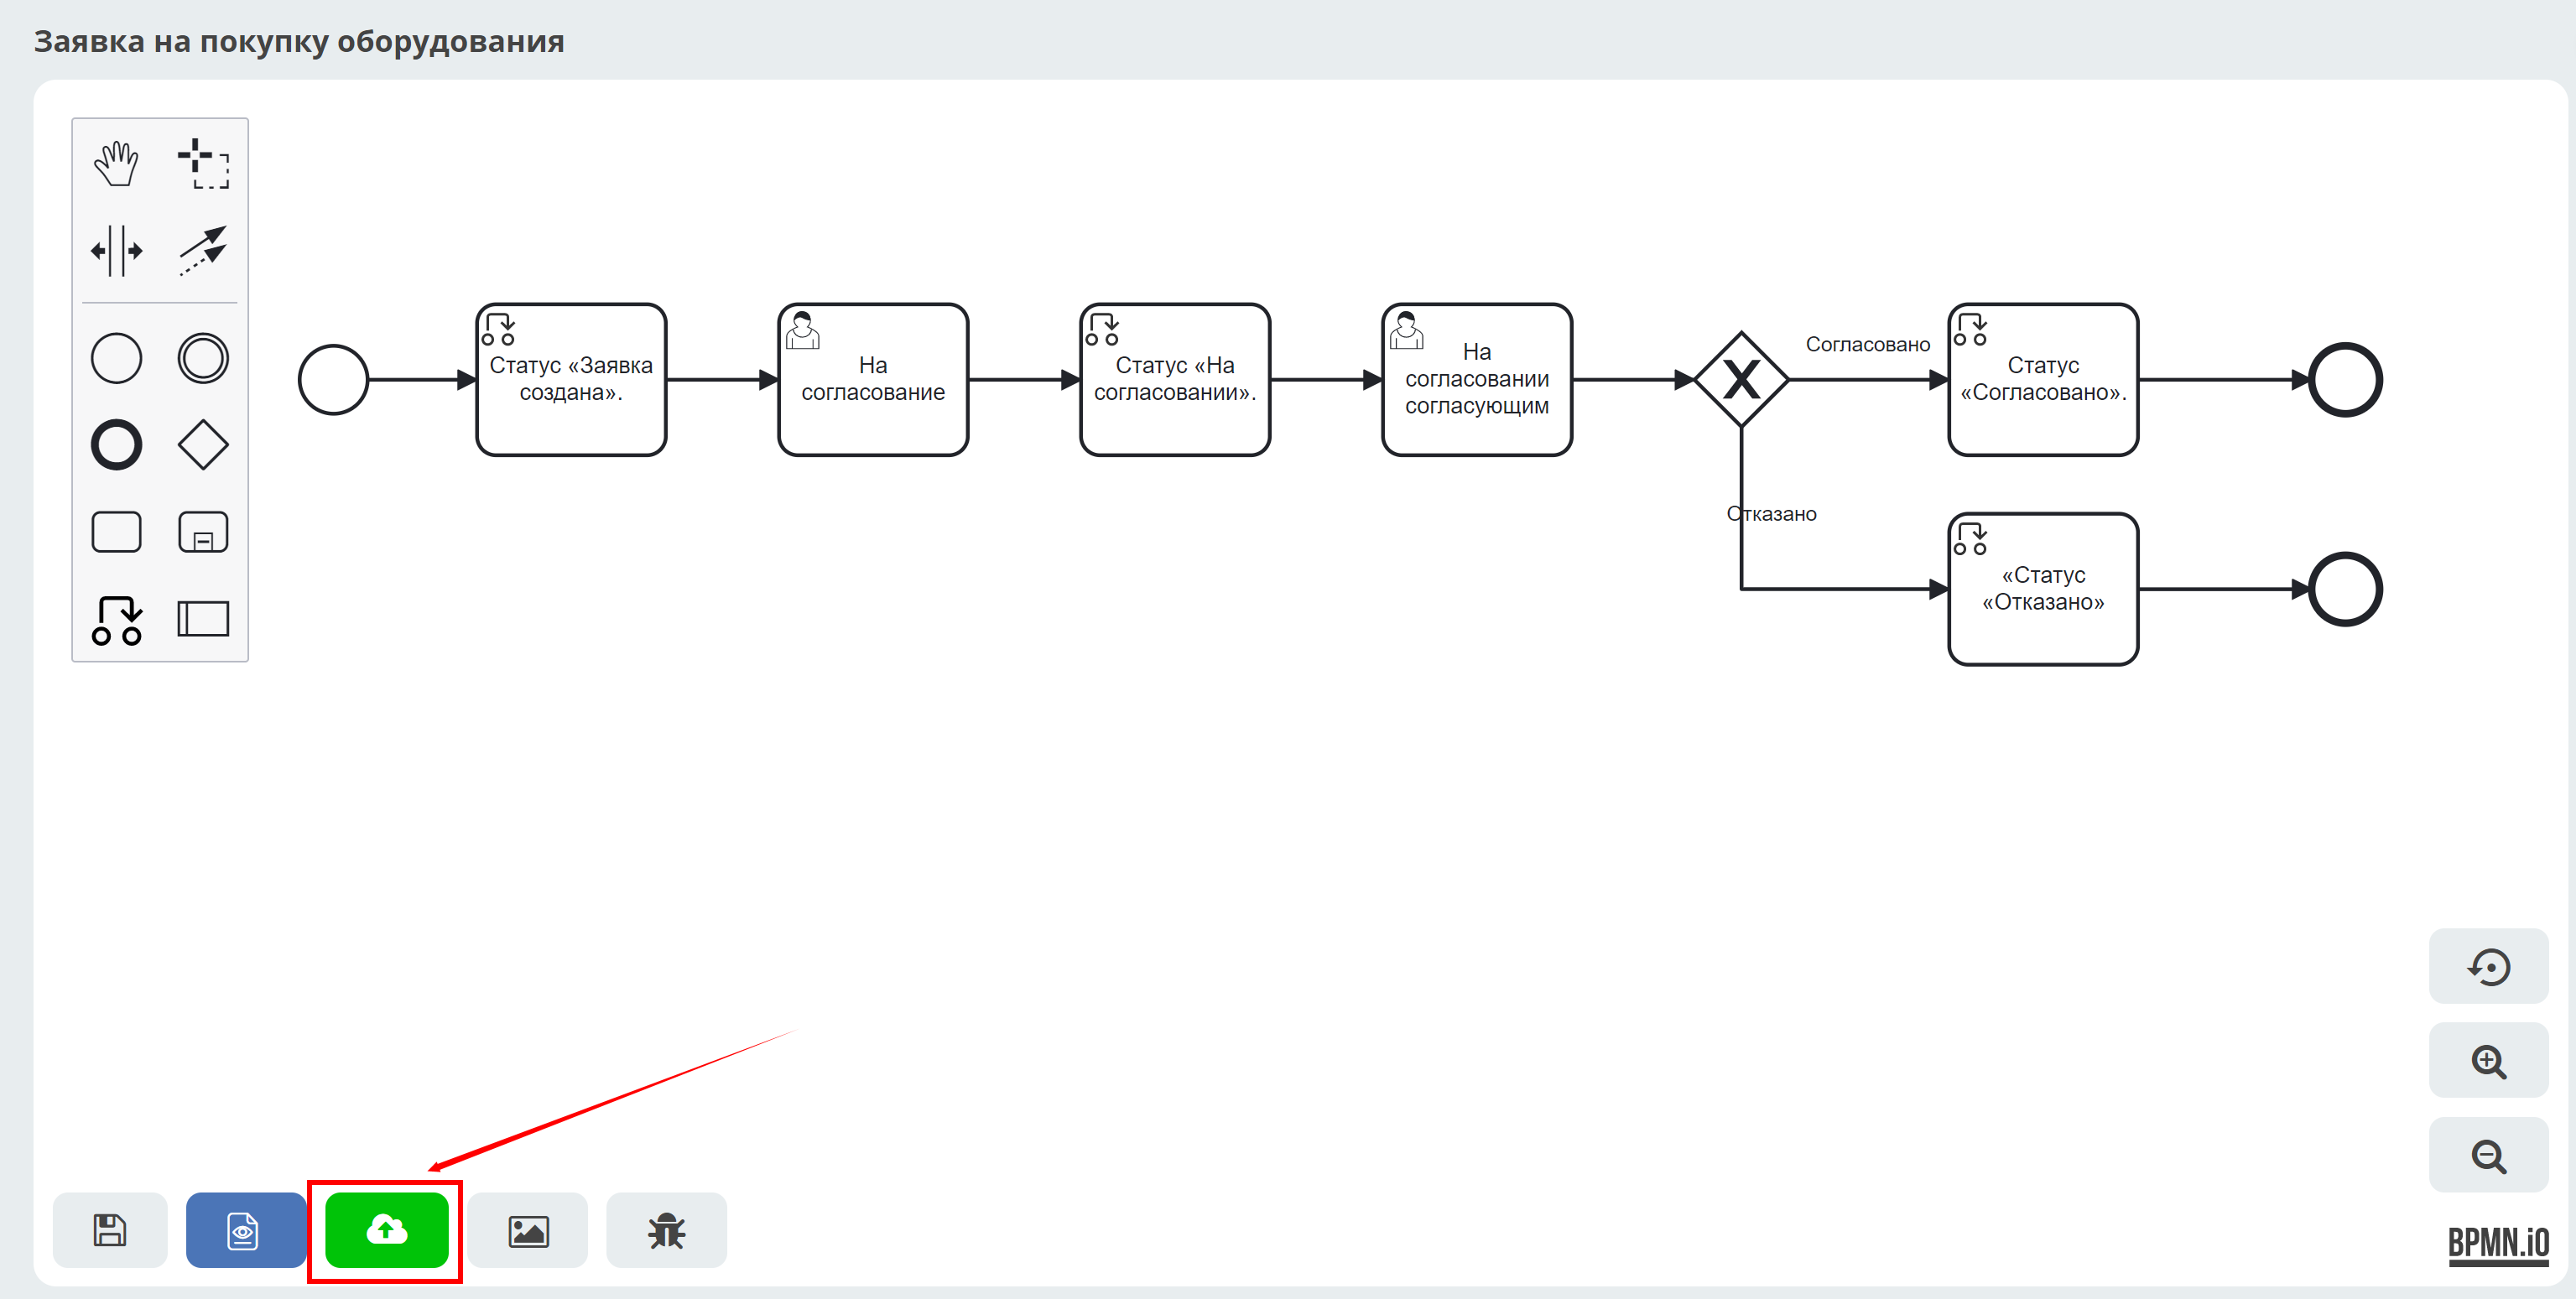 Заявка на покупку оборудования
Статус «Заявка
создана».
На
согласование
Статус «На
согласовании».
На
согласовании
согласующим
X
Согласовано
Статус
«Согласовано».
Отказано
«Статус
«Отказано»
BPMN.iO